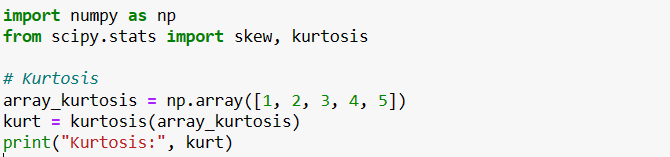 import numpy as np
from scipy.stats import skew, kurtosis
# Kurtosis
array_kurtosis = np.array([1, 2, 3, 4, 5])
kurt = kurtosis(array_kurtosis)
print("Kurtosis:", kurt)